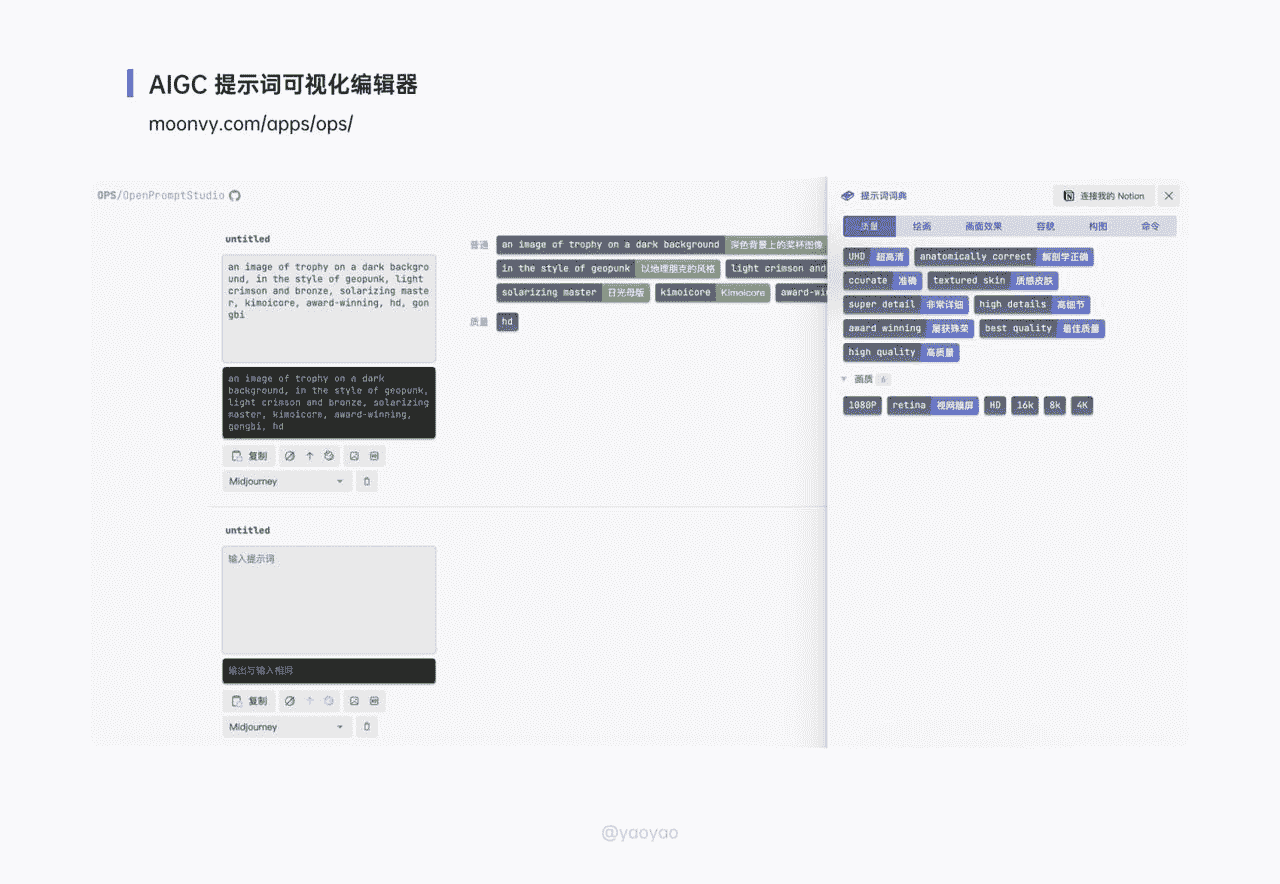 AIGC 提示词可视化编辑器
moonvy.com/apps/ops/
OPS/OpenPromptStudio
untitled
an image of trophy on a dark backgro
und, in the style of geopunk, light
crimson and bronze, solarizing maste
r, kimoicore, award-winning, hd, gon
gbi
an image of trophy on a dark
background, in the style of geopunk,
light crimson and bronze, solarizing
master, kimoicore, award-winning,
gongbi, hd
复制
Midjourney
普通 an image of trophy on a dark background 深色背景上的奖杯图像
in the style of geopunk 以地理朋克的风格 light crimson and
solarizing master 日光母版 kimoicore Kimoicore award-wi
质量 hd
untitled
输入提示词
输出与输入相同
复制
Midjourney
提示词词典 连接我的 Notion
质量 绘画 画面效果 容貌 构图 命令
UHD 超高清 anatomically correct 解剖学正确
ccurate 准确 textured skin 质感皮肤
super detail 非常详细 high details 高细节
award winning 屡获殊荣 best quality 最佳质量
high quality 高质量
画质 6
1080P retina 视网膜屏 HD 16k 8k 4K
@yaoyao